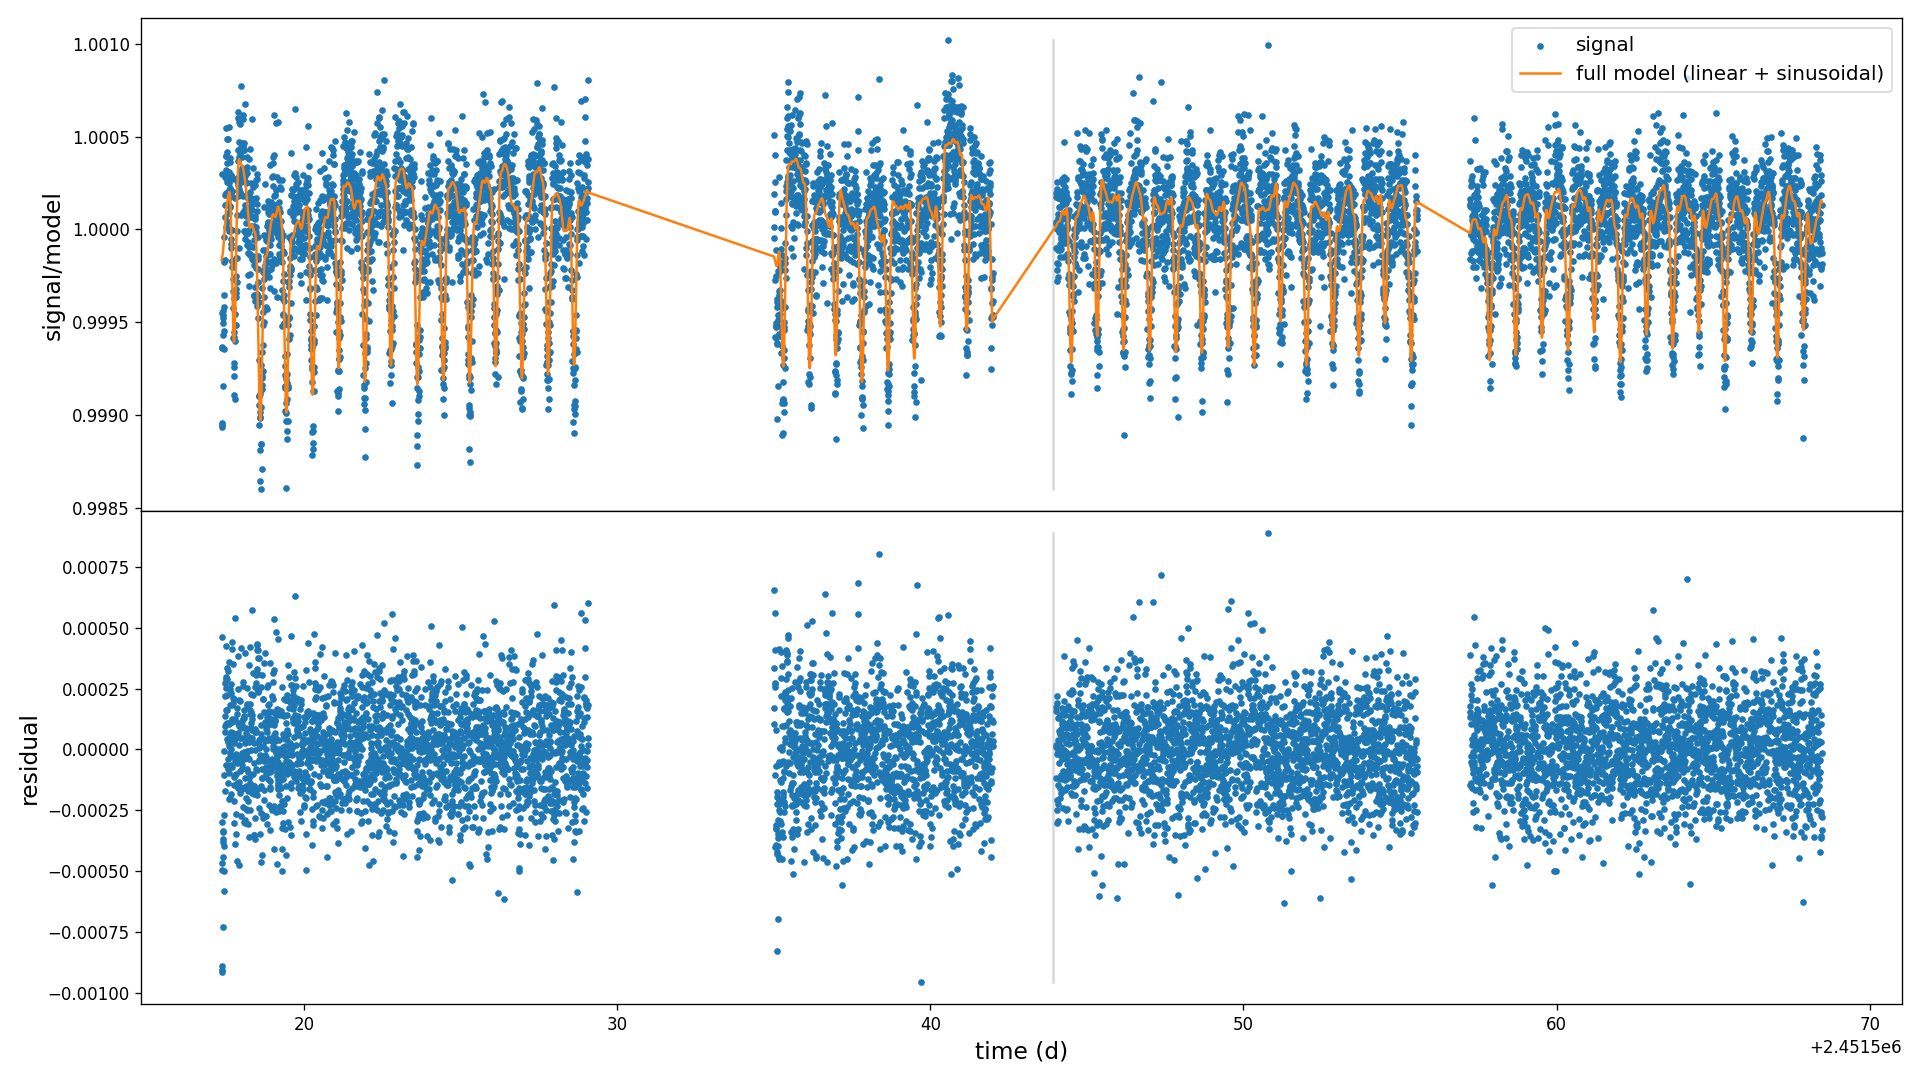 signal
full model (linear + sinusoidal)
signal/model
1.0010
1.0005
1.0000
0.9995
0.9990
0.9985
residual
0.00075
0.00050
0.00025
0.00000
−0.00025
−0.00050
−0.00075
−0.00100
20 30 40 50 60 70
time (d)
+2.4515e6